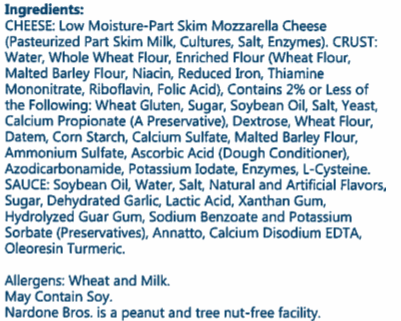 Ingredients:
CHEESE: Low Moisture-Part Skim Mozzarella Cheese
(Pasteurized Part Skim Milk, Cultures, Salt, Enzymes). CRUST:
Water, Whole Wheat Flour, Enriched Flour (Wheat Flour,
Malted Barley Flour, Niacin, Reduced Iron, Thiamine
Mononitrate, Riboflavin, Folic Acid), Contains 2% or Less of
the Following: Wheat Gluten, Sugar, Soybean Oil, Salt, Yeast,
Calcium Propionate (A Preservative), Dextrose, Wheat Flour,
Datem, Corn Starch, Calcium Sulfate, Malted Barley Flour,
Ammonium Sulfate, Ascorbic Acid (Dough Conditioner),
Azodicarbonamide, Potassium Iodate, Enzymes, L-Cysteine.
SAUCE: Soybean Oil, Water, Salt, Natural and Artificial Flavors,
Sugar, Dehydrated Garlic, Lactic Acid, Xanthan Gum,
Hydrolyzed Guar Gum, Sodium Benzoate and Potassium
Sorbate (Preservatives), Annatto, Calcium Disodium EDTA,
Oleoresin Turmeric.
Allergens: Wheat and Milk.
May Contain Soy.
Nardone Bros. is a peanut and tree nut-free facility.